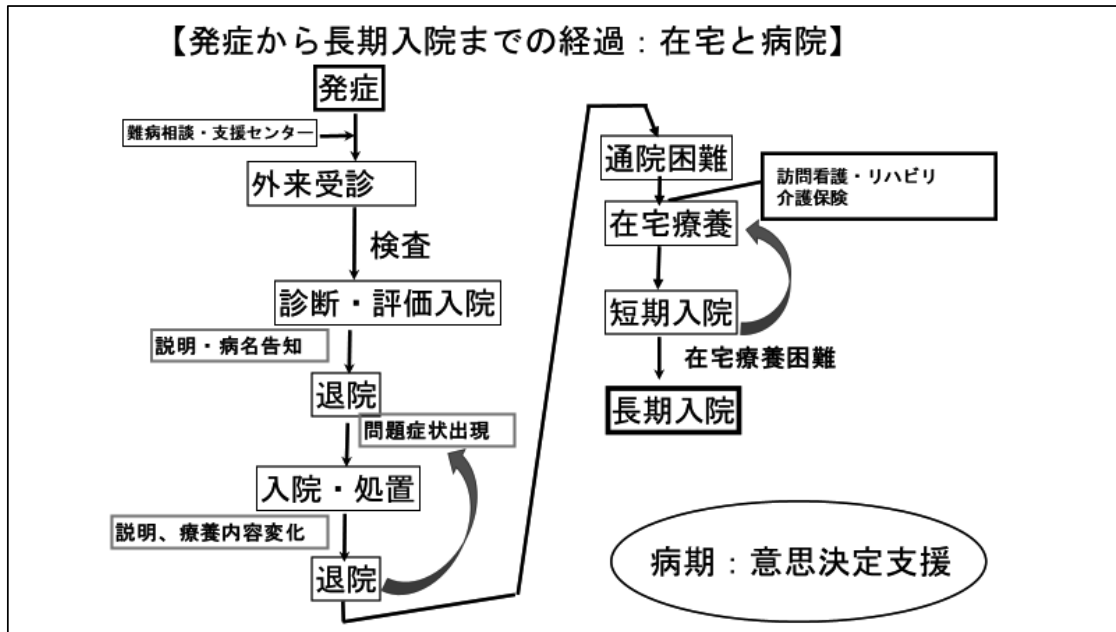 【発症から長期入院までの経過：在宅と病院】
発症
難病相談・支援センター
外来受診
検査
診断・評価入院
説明・病名告知
退院
問題症状出現
入院・処置
説明、療養内容変化
退院
通院困難
訪問看護・リハビリ
介護保険
在宅療養
短期入院
在宅療養困難
長期入院
病期：意思決定支援